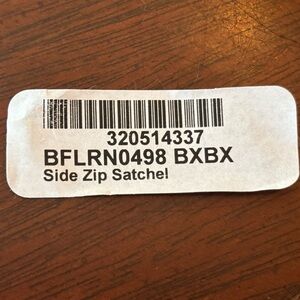 320514337
BFLRN0498 BXBX
Side Zip Satchel